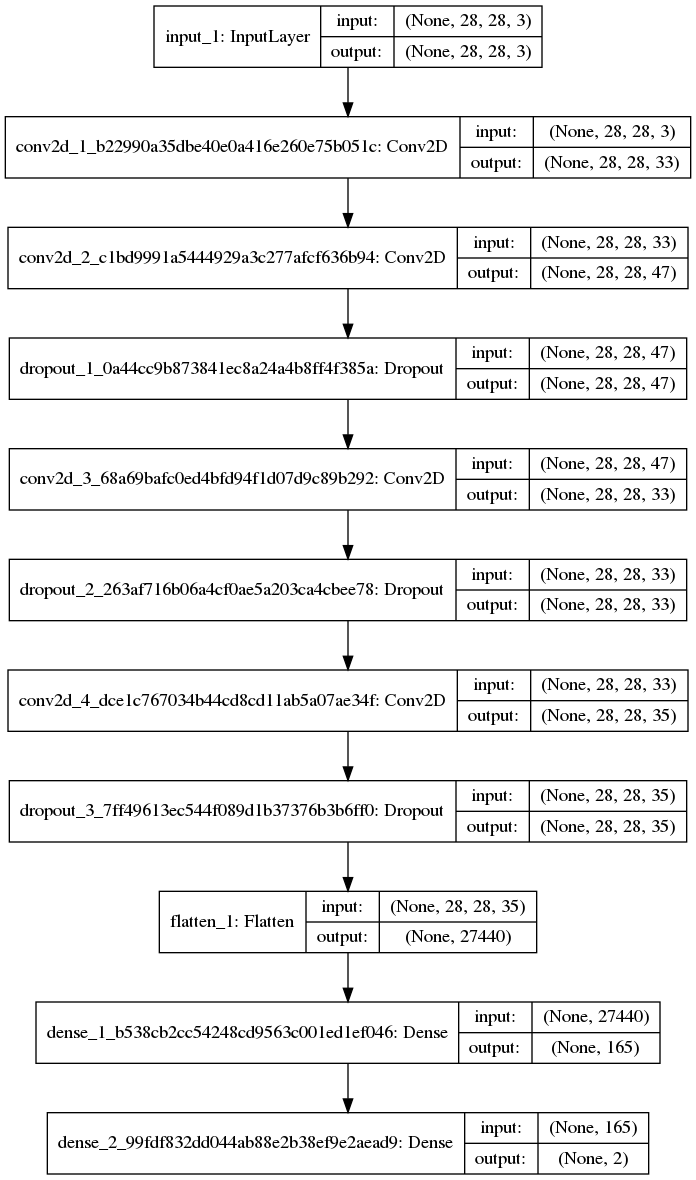 input_1: InputLayer
input: (None, 28, 28, 3)
output: (None, 28, 28, 3)
conv2d_1_b22990a35dbe40e0a416e260e75b051c: Conv2D
input: (None, 28, 28, 3)
output: (None, 28, 28, 33)
conv2d_2_c1bd9991a5444929a3c277afcf636b94: Conv2D
input: (None, 28, 28, 33)
output: (None, 28, 28, 47)
dropout_1_0a44cc9b873841ec8a24a4b8ff4f385a: Dropout
input: (None, 28, 28, 47)
output: (None, 28, 28, 47)
conv2d_3_68a69bafc0ed4bfd94f1d07d9c89b292: Conv2D
input: (None, 28, 28, 47)
output: (None, 28, 28, 33)
dropout_2_263af716b06a4cf0ae5a203ca4cbee78: Dropout
input: (None, 28, 28, 33)
output: (None, 28, 28, 33)
conv2d_4_dce1c767034b44cd8cd11ab5a07ae34f: Conv2D
input: (None, 28, 28, 33)
output: (None, 28, 28, 35)
dropout_3_7ff49613ec544f089d1b37376b3b6ff0: Dropout
input: (None, 28, 28, 35)
output: (None, 28, 28, 35)
flatten_1: Flatten
input: (None, 28, 28, 35)
output: (None, 27440)
dense_1_b538cb2cc54248cd9563c001ed1ef046: Dense
input: (None, 27440)
output: (None, 165)
dense_2_99fdf832dd044ab88e2b38ef9e2aead9: Dense
input: (None, 165)
output: (None, 2)